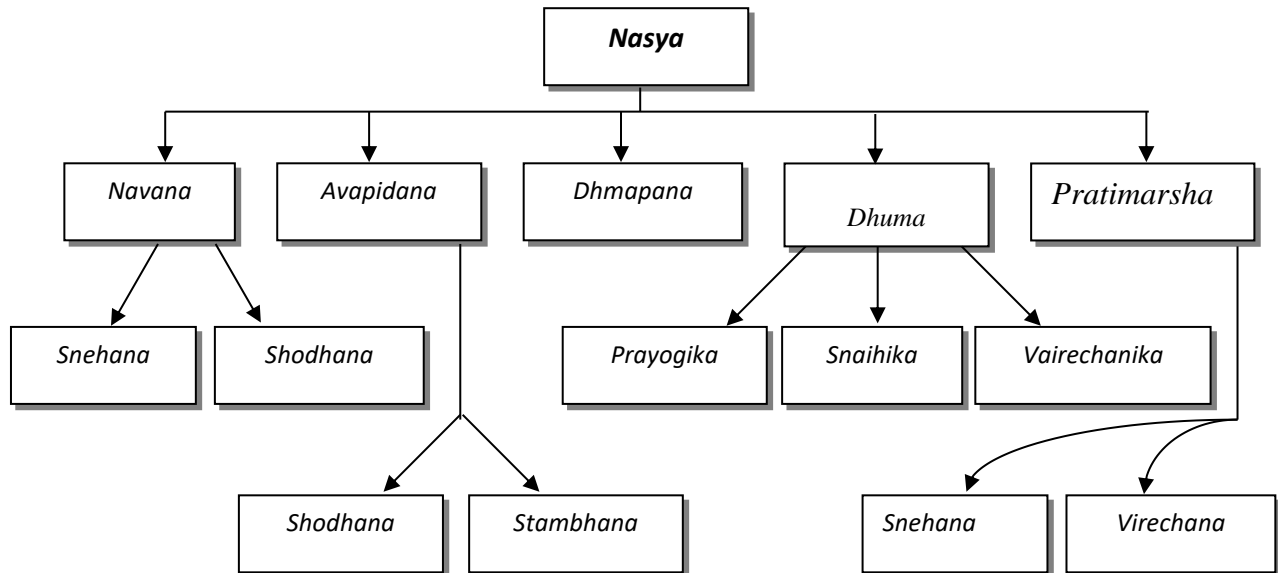 Nasya
Navana
Avapidana
Dhmapana
Dhuma
Pratimarsha
Snehana
Shodhana
Prayogika
Snaihika
Vairechanika
Shodhana
Stambhana
Snehana
Virechana